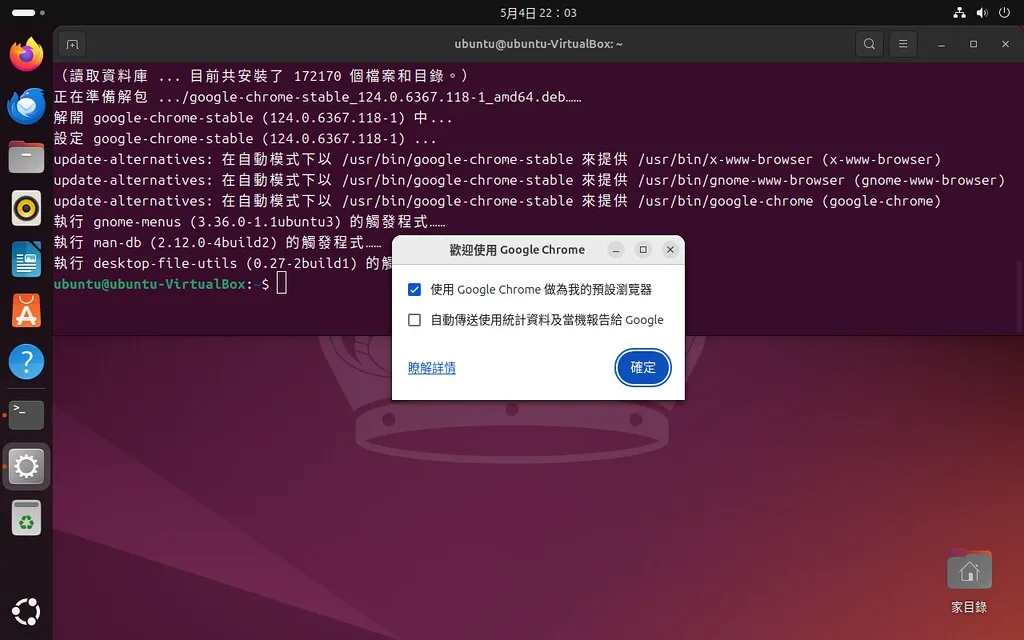 5月4日 22：03
ubuntu@ubuntu-VirtualBox: ~
（讀取資料庫 ... 目前共安裝了 172170 個檔案和目錄。）
正在準備解包 .../google-chrome-stable_124.0.6367.118-1_amd64.deb……
解開 google-chrome-stable (124.0.6367.118-1) 中...
設定 google-chrome-stable (124.0.6367.118-1) ...
update-alternatives: 在自動模式下以 /usr/bin/google-chrome-stable 來提供 /usr/bin/x-www-browser (x-www-browser)
update-alternatives: 在自動模式下以 /usr/bin/google-chrome-stable 來提供 /usr/bin/gnome-www-browser (gnome-www-browser)
update-alternatives: 在自動模式下以 /usr/bin/google-chrome-stable 來提供 /usr/bin/google-chrome (google-chrome)
執行 gnome-menus (3.36.0-1.1ubuntu3) 的觸發程式……
執行 man-db (2.12.0-4build2) 的觸發程式……
執行 desktop-file-utils (0.27-2build1) 的觸
ubuntu@ubuntu-VirtualBox:~$
歡迎使用 Google Chrome
使用 Google Chrome 做為我的預設瀏覽器
自動傳送使用統計資料及當機報告給 Google
瞭解詳情
確定
家目錄